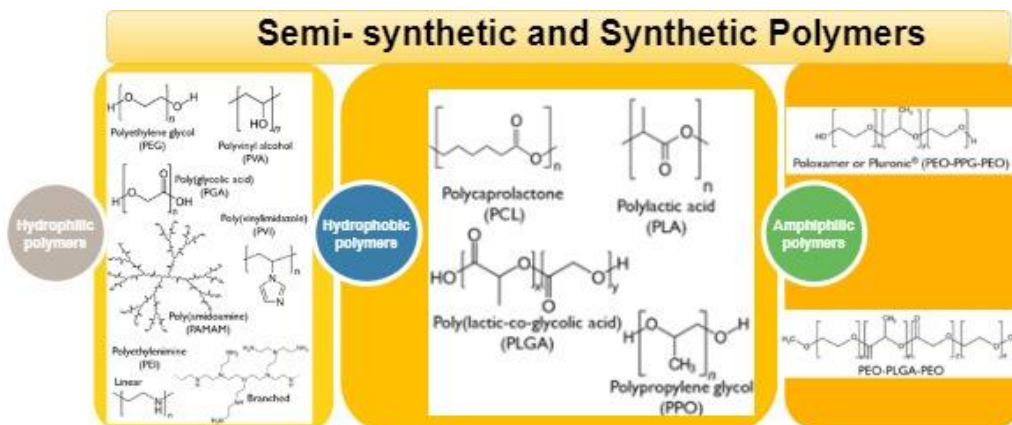 Semi- synthetic and Synthetic Polymers
Hydrophilic
polymers
Polyethylene glycol
(PEG)
Polyvinyl alcohol
(PVA)
Poly(glycolic acid)
(PGA)
Poly(vinylimidazole)
(PVI)
Poly(amidoamine)
(PAMAM)
Polyethylenimine
(PEI)
Linear
Branched
Hydrophobic
polymers
Polycaprolactone
(PCL)
Polylactic acid
(PLA)
Poly(lactic-co-glycolic acid)
(PLGA)
Polypropylene glycol
(PPO)
Amphiphilic
polymers
Poloxamer or Pluronic® (PEO-PPG-PEO)
PEO-PLGA-PEO